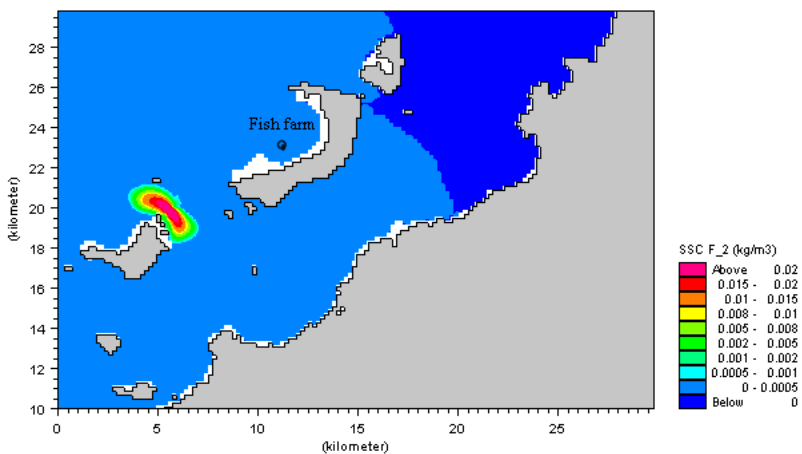 28
26
24
22
20
18
16
14
12
10
(kilometer)
0
5
10
15
20
25
(kilometer)
Fish farm
SSC F_2 (kg/m3)
Above 0.02
0.015 - 0.02
0.01 - 0.015
0.008 - 0.01
0.005 - 0.008
0.002 - 0.005
0.001 - 0.002
0.0005 - 0.001
0 - 0.0005
Below 0